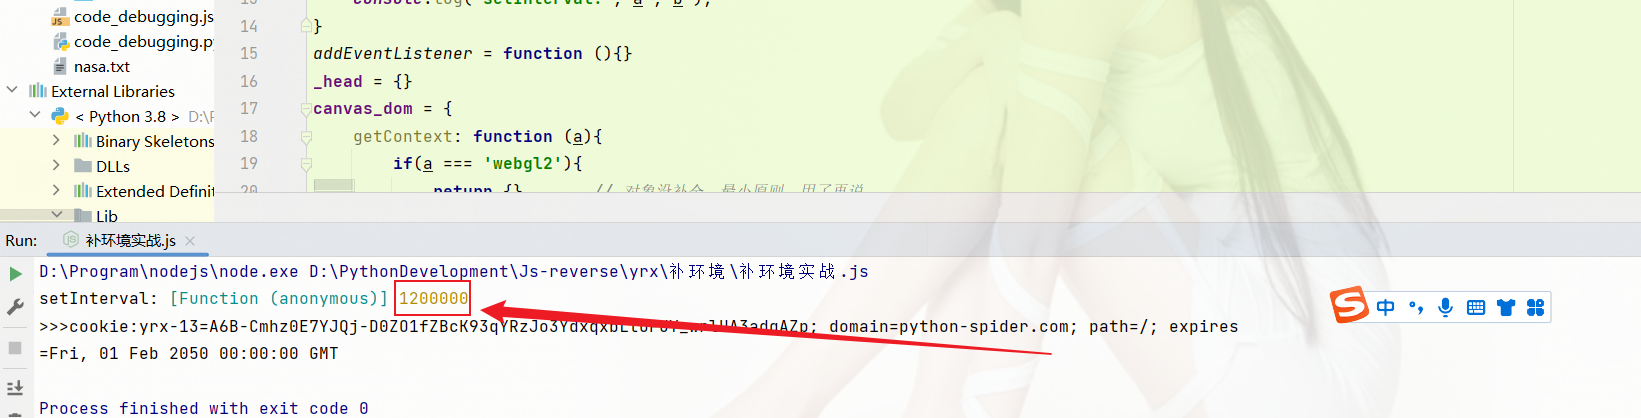 code_debugging.js
code_debugging.py
nasa.txt
External Libraries
< Python 3.8 > D:\P
Binary Skeletons
DLLs
Extended Definit
Lib
13 console.log("setInterval:", a , b );
14 }
15 addEventListener = function (){}
16 _head = {}
17 canvas_dom = {
18 getContext: function (a){
19 if(a === 'webgl2'){
20 return {} // 对象没补全，最小原则，用了再说
Run: 补环境实战.js ×
D:\Program\nodejs\node.exe D:\PythonDevelopment\Js-reverse\yrx\补环境\补环境实战.js
setInterval: [Function (anonymous)] 1200000
>>>cookie:yrx-13=A6B-Cmhz0E7YJQj-D0ZO1fZBcK93qYRzJo3YdxqxbLt domain=python-spider.com; path=/; expires
=Fri, 01 Feb 2050 00:00:00 GMT
Process finished with exit code 0
S 中